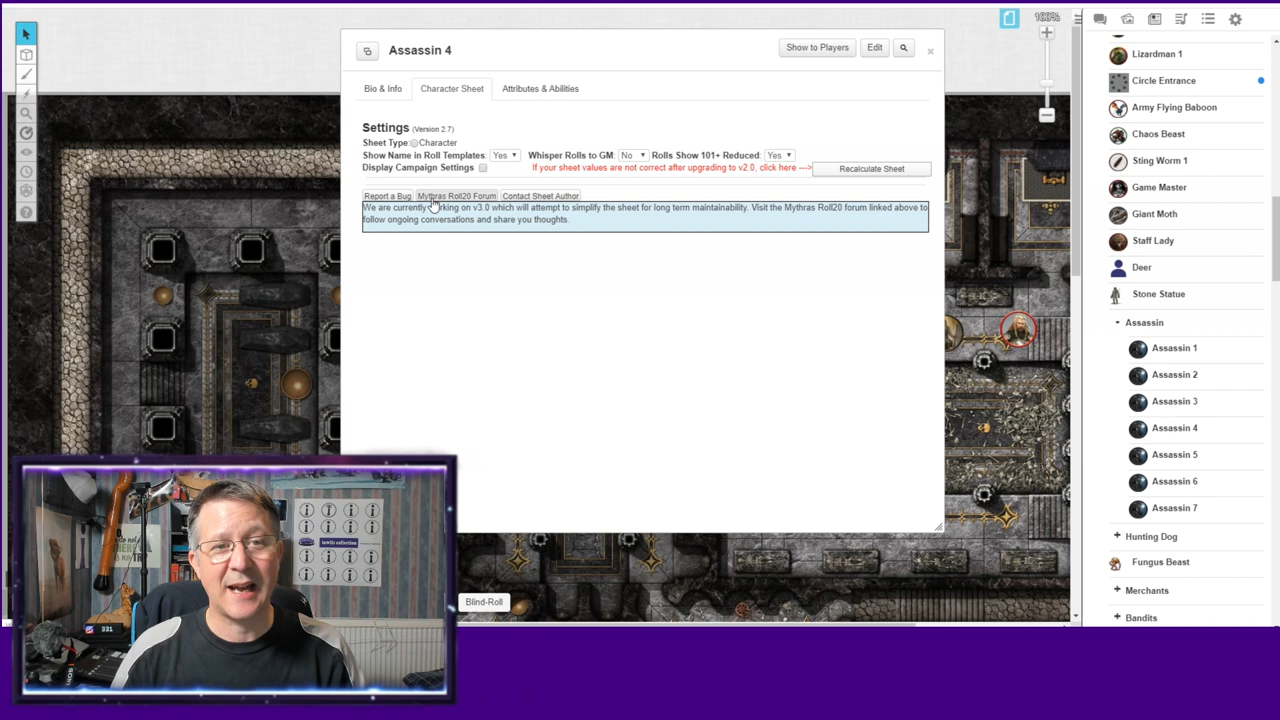 100%
Assassin 4
Show to Players
Edit
Bio & Info
Character Sheet
Attributes & Abilities
Settings (Version 2.7)
Sheet Type: Character
Show Name in Roll Templates: Yes Whisper Rolls to GM: No Rolls Show 101+ Reduced: Yes
Display Campaign Settings
If your sheet values are not correct after upgrading to v2.0, click here --->
Recalculate Sheet
Report a Bug
Mythras Roll20 Forum
Contact Sheet Author
We are currently working on v3.0 which will attempt to simplify the sheet for long term maintainability. Visit the Mythras Roll20 forum linked above to
follow ongoing conversations and share you thoughts.
Blind-Roll
Lizardman 1
Circle Entrance
Army Flying Baboon
Chaos Beast
Sting Worm 1
Game Master
Giant Moth
Staff Lady
Deer
Stone Statue
Assassin
Assassin 1
Assassin 2
Assassin 3
Assassin 4
Assassin 5
Assassin 6
Assassin 7
Hunting Dog
Fungus Beast
Merchants
Bandits
331